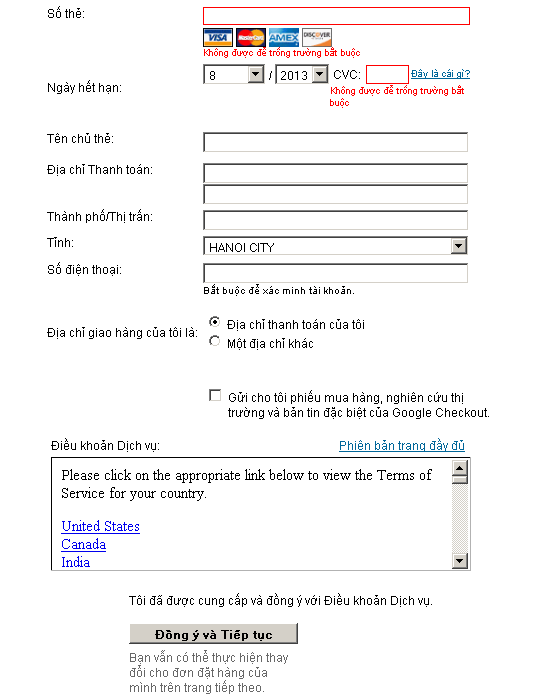 Số thẻ:
VISA MasterCard AMEX DISCOVER
Không được để trống trường bắt buộc
Ngày hết hạn:
8 / 2013 CVC: Đây là cái gì?
Không được để trống trường bắt
buộc
Tên chủ thẻ:
Địa chỉ Thanh toán:
Thành phố/Thị trấn:
Tỉnh: HANOI CITY
Số điện thoại:
Bắt buộc để xác minh tài khoản.
Địa chỉ giao hàng của tôi là: Địa chỉ thanh toán của tôi
Một địa chỉ khác
Gửi cho tôi phiếu mua hàng, nghiên cứu thị
trường và bản tin đặc biệt của Google Checkout.
Điều khoản Dịch vụ: Phiên bản trang đầy đủ
Please click on the appropriate link below to view the Terms of
Service for your country.
United States
Canada
India
Tôi đã được cung cấp và đồng ý với Điều khoản Dịch vụ.
Đồng ý và Tiếp tục
Bạn vẫn có thể thực hiện thay
đổi cho đơn đặt hàng của
mình trên trang tiếp theo.